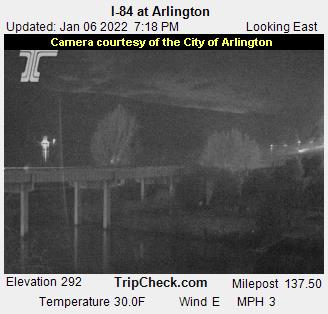 I-84 at Arlington
Updated: Jan 06 2022 7:18 PM Looking East
Camera courtesy of the City of Arlington
Elevation 292 TripCheck.com Milepost 137.50
Temperature 30.0F Wind E MPH 3